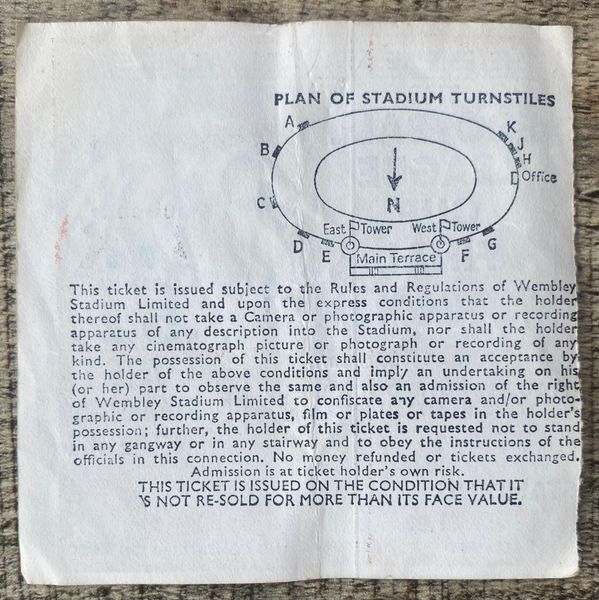 PLAN OF STADIUM TURNSTILES
A
K
B
J
H
Office
C
N
East Tower
West Tower
D
E
Main Terrace
F
G
This ticket is issued subject to the Rules and Regulations of Wembley
Stadium Limited and upon the express conditions that the holder
thereof shall not take a Camera or photographic apparatus or recording
apparatus of any description into the Stadium, nor shall the holder
take any cinematograph picture or photograph or recording of any
kind. The possession of this ticket shall constitute an acceptance by
the holder of the above conditions and imply an undertaking on his
(or her) part to observe the same and also an admission of the right
of Wembley Stadium Limited to confiscate any camera and/or photo-
graphic or recording apparatus, film or plates or tapes in the holder's
possession; further, the holder of this ticket is requested not to stand
in any gangway or in any stairway and to obey the instructions of the
officials in this connection. No money refunded or tickets exchanged.
Admission is at ticket holder's own risk.
THIS TICKET IS ISSUED ON THE CONDITION THAT IT
IS NOT RE-SOLD FOR MORE THAN ITS FACE VALUE.